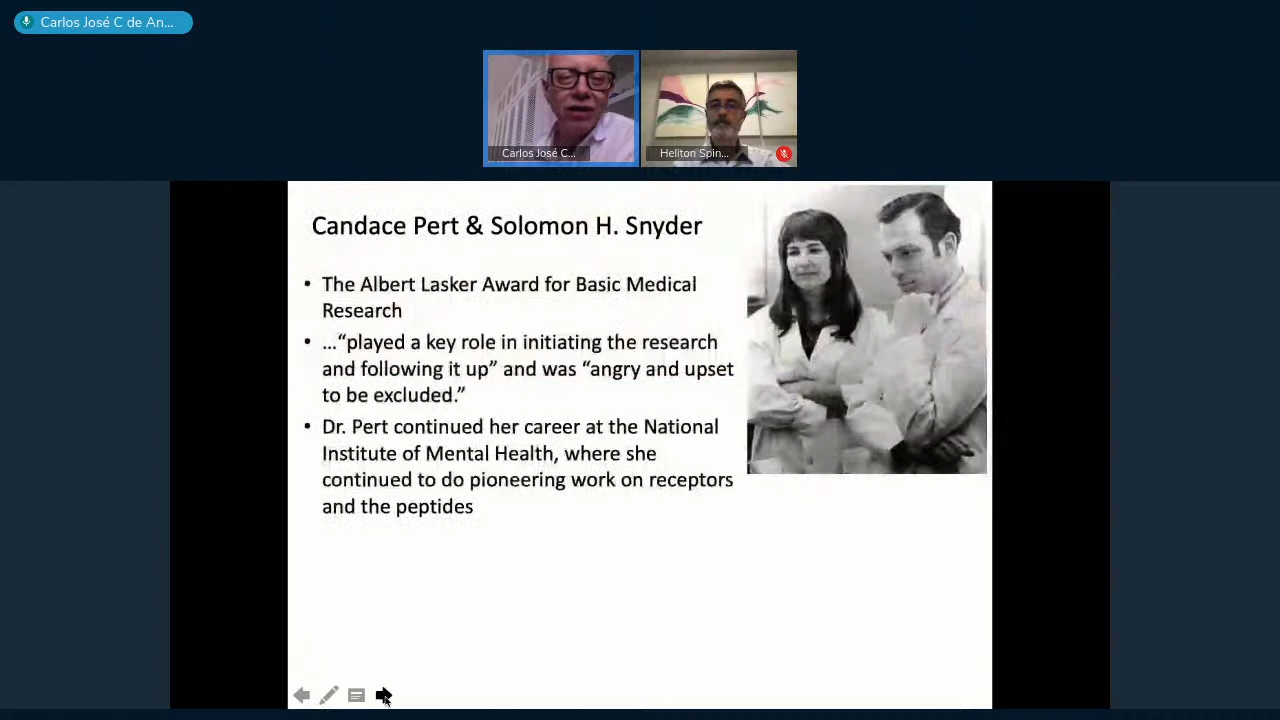 Carlos José C de An...
Carlos José C...
Heliton Spin...
Candace Pert & Solomon H. Snyder
• The Albert Lasker Award for Basic Medical
Research
• …“played a key role in initiating the research
and following it up” and was “angry and upset
to be excluded.”
• Dr. Pert continued her career at the National
Institute of Mental Health, where she
continued to do pioneering work on receptors
and the peptides